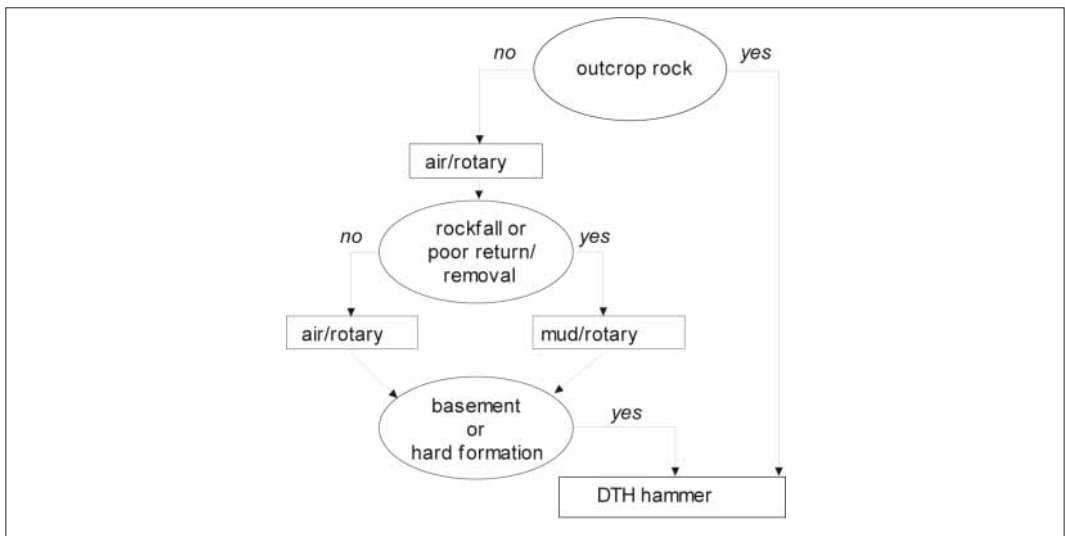 no
yes
outcrop rock
air/rotary
no
yes
rockfall or
poor return/
removal
air/rotary
mud/rotary
basement
or
hard formation
yes
DTH hammer